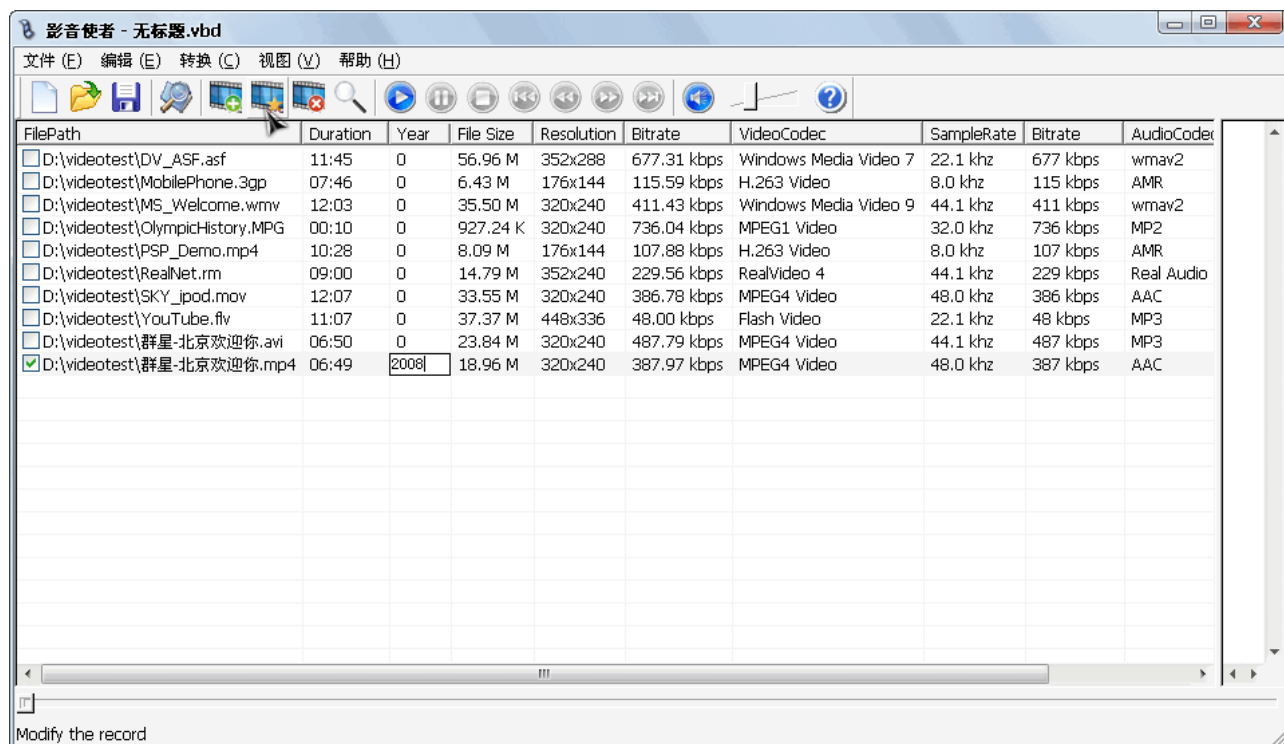 影音使者 - 无标题.vbd
文件 (F) 编辑 (E) 转换 (C) 视图 (V) 帮助 (H)
FilePath Duration Year File Size Resolution Bitrate VideoCodec SampleRate Bitrate AudioCodec
D:\videotest\DV_ASF.asf 11:45 0 56.96 M 352x288 677.31 kbps Windows Media Video 7 22.1 khz 677 kbps wmav2
D:\videotest\MobilePhone.3gp 07:46 0 6.43 M 176x144 115.59 kbps H.263 Video 8.0 khz 115 kbps AMR
D:\videotest\MS_Welcome.wmv 12:03 0 35.50 M 320x240 411.43 kbps Windows Media Video 9 44.1 khz 411 kbps wmav2
D:\videotest\OlympicHistory.MPG 00:10 0 927.24 K 320x240 736.04 kbps MPEG1 Video 32.0 khz 736 kbps MP2
D:\videotest\PSP_Demo.mp4 10:28 0 8.09 M 176x144 107.88 kbps H.263 Video 8.0 khz 107 kbps AMR
D:\videotest\RealNet.rm 09:00 0 14.79 M 352x240 229.56 kbps RealVideo 4 44.1 khz 229 kbps Real Audio
D:\videotest\SKY_ipod.mov 12:07 0 33.55 M 320x240 386.78 kbps MPEG4 Video 48.0 khz 386 kbps AAC
D:\videotest\YouTube.flv 11:07 0 37.37 M 448x336 48.00 kbps Flash Video 22.1 khz 48 kbps MP3
D:\videotest\群星-北京欢迎你.avi 06:50 0 23.84 M 320x240 487.79 kbps MPEG4 Video 44.1 khz 487 kbps MP3
D:\videotest\群星-北京欢迎你.mp4 06:49 2008 18.96 M 320x240 387.97 kbps MPEG4 Video 48.0 khz 387 kbps AAC
Modify the record